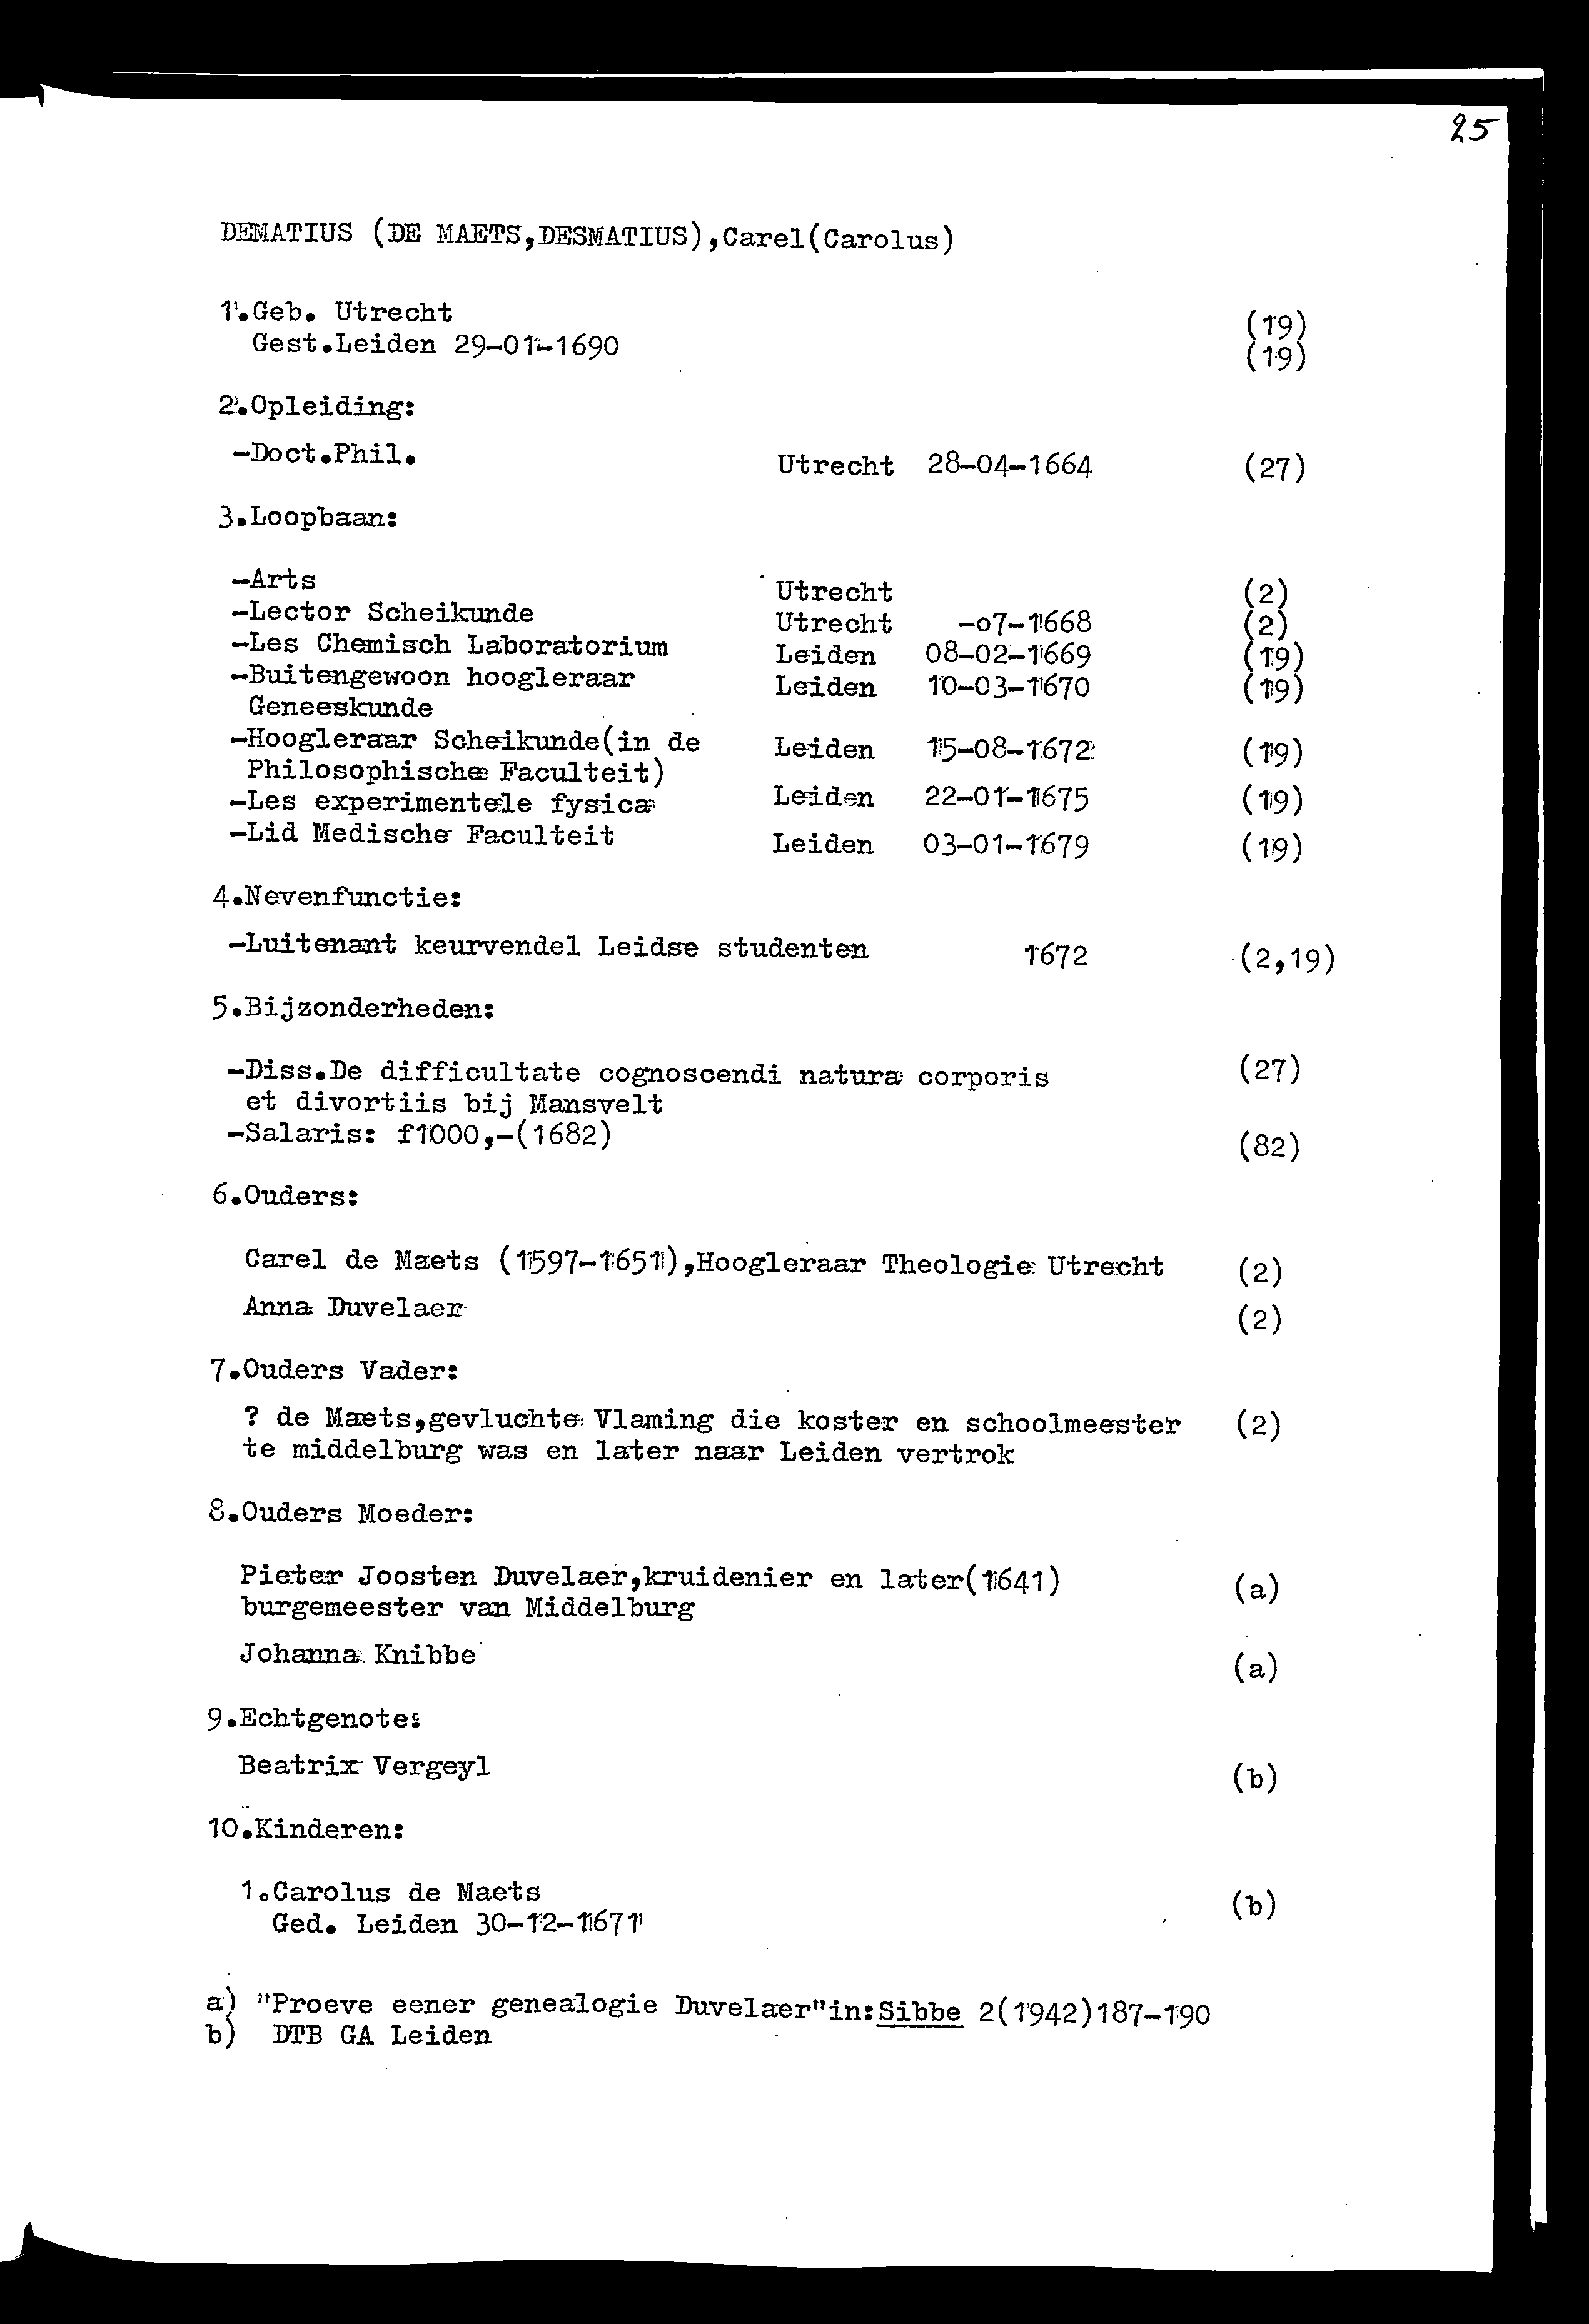 25
DEMATIUS (DE MAETS,DESMATIUS),Carel(Carolus)
1.Geb. Utrecht (19)
Gest.Leiden 29-01-1690 (19)
2.Opleiding:
-Doct.Phil. Utrecht 28-04-1664 (27)
3.Loopbaan:
-Arts Utrecht (2)
-Lector Scheikunde Utrecht -o7-1668 (2)
-Les Chemisch Laboratorium Leiden 08-02-1669 (19)
-Buitengewoon hoogleraar Leiden 10-03-1670 (19)
Geneeskunde
-Hoogleraar Scheikunde(in de Leiden 15-08-1672 (19)
Philosophische Faculteit)
-Les experimentele fysica Leiden 22-01-1675 (19)
-Lid Medische Faculteit Leiden 03-01-1679 (19)
4.Nevenfunctie:
-Luitenant keurvendel Leidse studenten 1672 (2,19)
5.Bijzonderheden:
-Diss.De difficultate cognoscendi natura corporis (27)
et divortiis bij Mansvelt
-Salaris: f1000,-(1682) (82)
6.Ouders:
Carel de Maets (1597-1651),Hoogleraar Theologie Utrecht (2)
Anna Duvelaer (2)
7.Ouders Vader:
? de Maets,gevluchte Vlaming die koster en schoolmeester (2)
te middelburg was en later naar Leiden vertrok
8.Ouders Moeder:
Pieter Joosten Duvelaer,kruidenier en later(1641) (a)
burgemeester van Middelburg
Johanna Knibbe (a)
9.Echtgenote:
Beatrix Vergeyl (b)
10.Kinderen:
1.Carolus de Maets (b)
Ged. Leiden 30-12-1671
a) "Proeve eener genealogie Duvelaer"in:Sibbe 2(1942)187-190
b) DTB GA Leiden